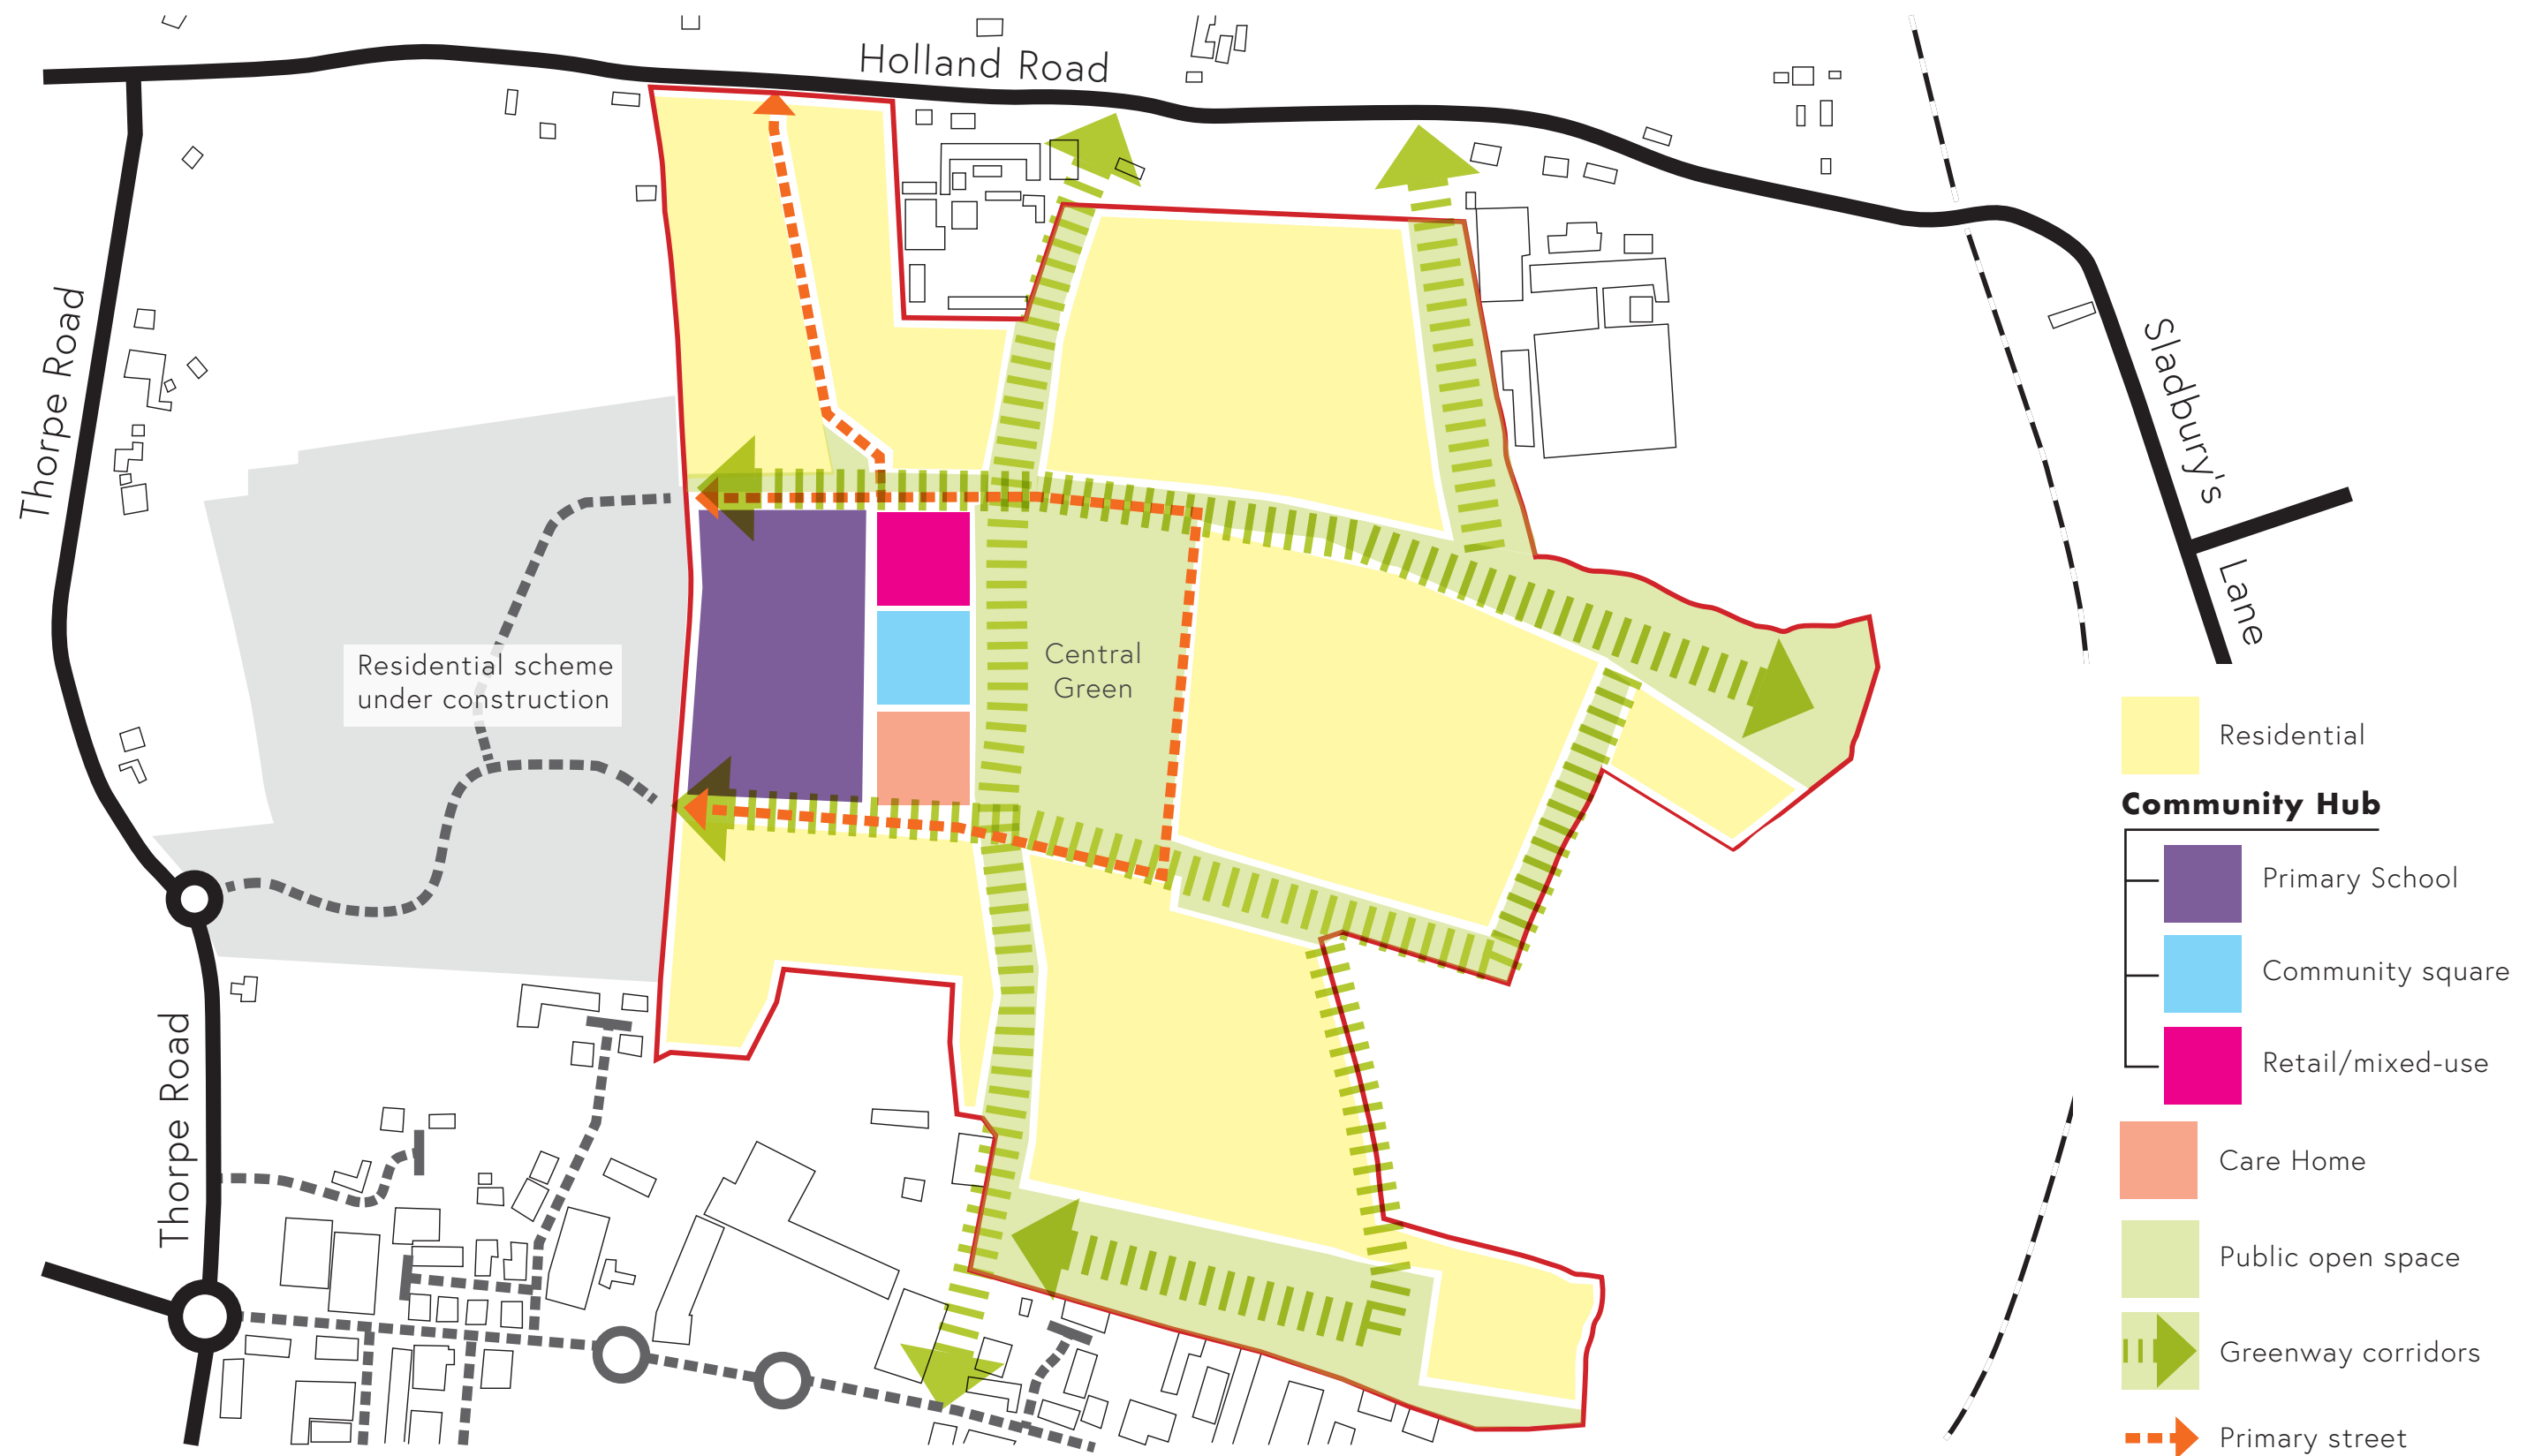 Holland Road
Thorpe Road
Sladbury's
Lane
Residential scheme
under construction
Central
Green
Thorpe Road
Residential
Community Hub
Primary School
Community square
Retail/mixed-use
Care Home
Public open space
Greenway corridors
Primary street